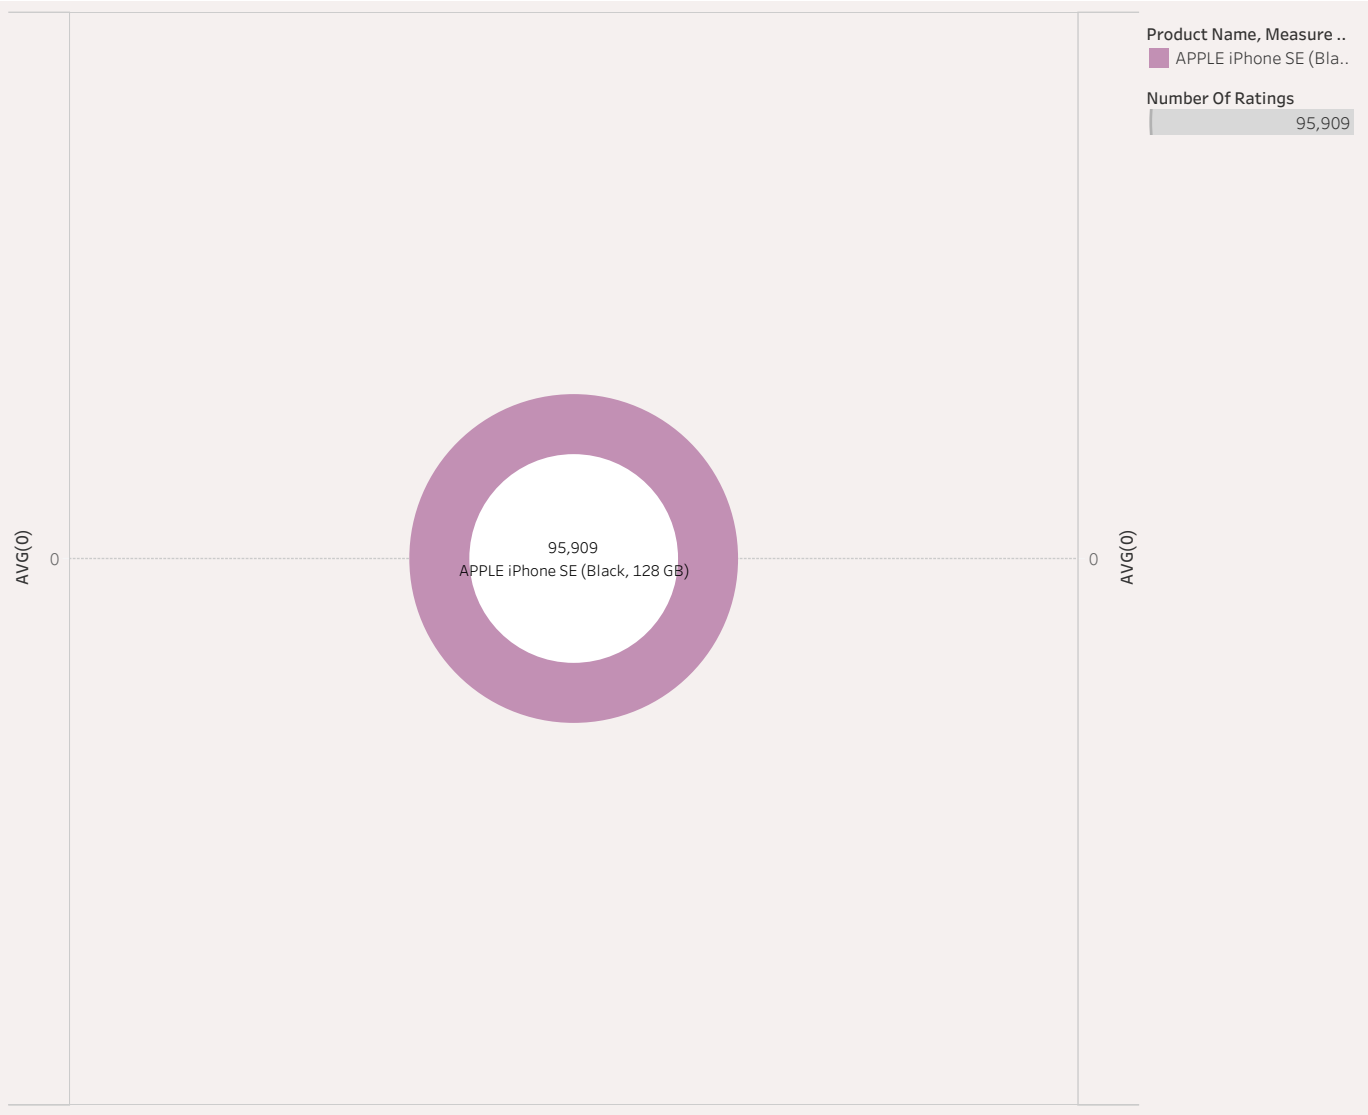 AVG(0)
0
95,909
APPLE iPhone SE (Black, 128 GB)
0
AVG(0)
Product Name, Measure ..
APPLE iPhone SE (Bla..
Number Of Ratings
95,909